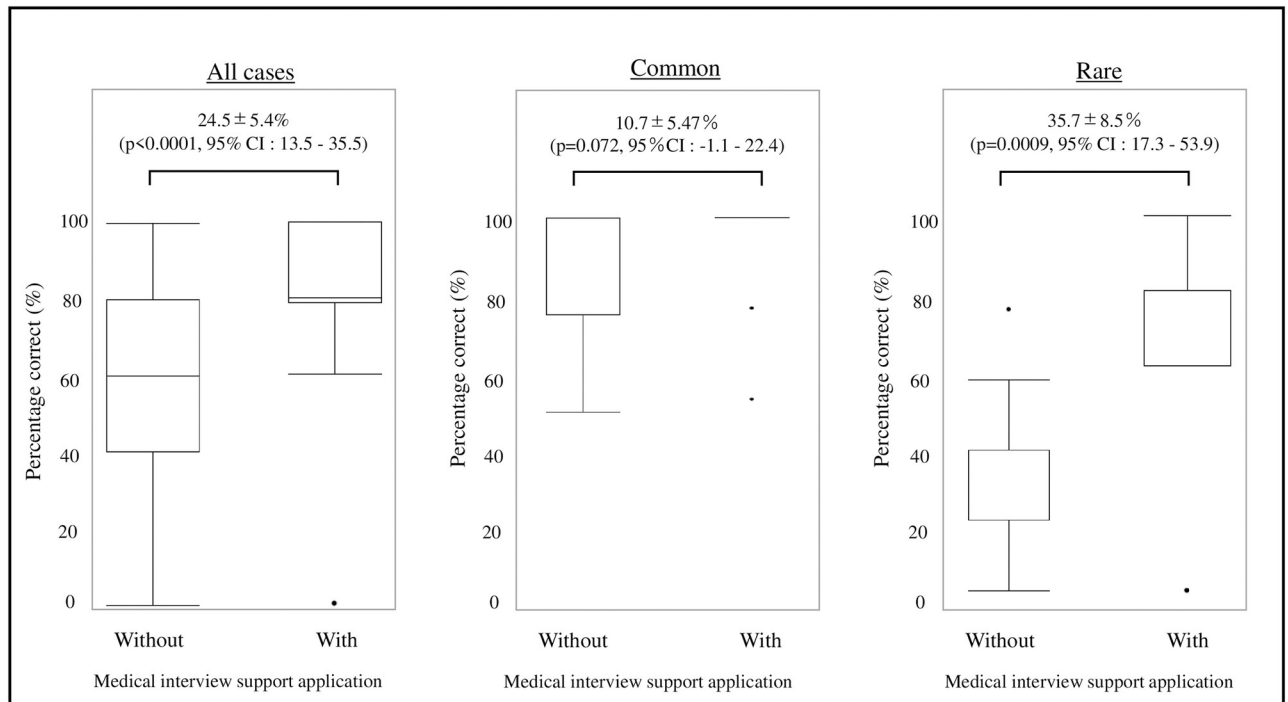 All cases
24.5 ± 5.4%
(p<0.0001, 95% CI : 13.5 - 35.5)
100
80
60
40
20
0
Percentage correct (%)
Without With
Medical interview support application
Common
10.7 ± 5.47%
(p=0.072, 95%CI : -1.1 - 22.4)
100
80
60
40
20
0
Percentage correct (%)
Without With
Medical interview support application
Rare
35.7 ± 8.5%
(p=0.0009, 95% CI : 17.3 - 53.9)
100
80
60
40
20
0
Percentage correct (%)
Without With
Medical interview support application